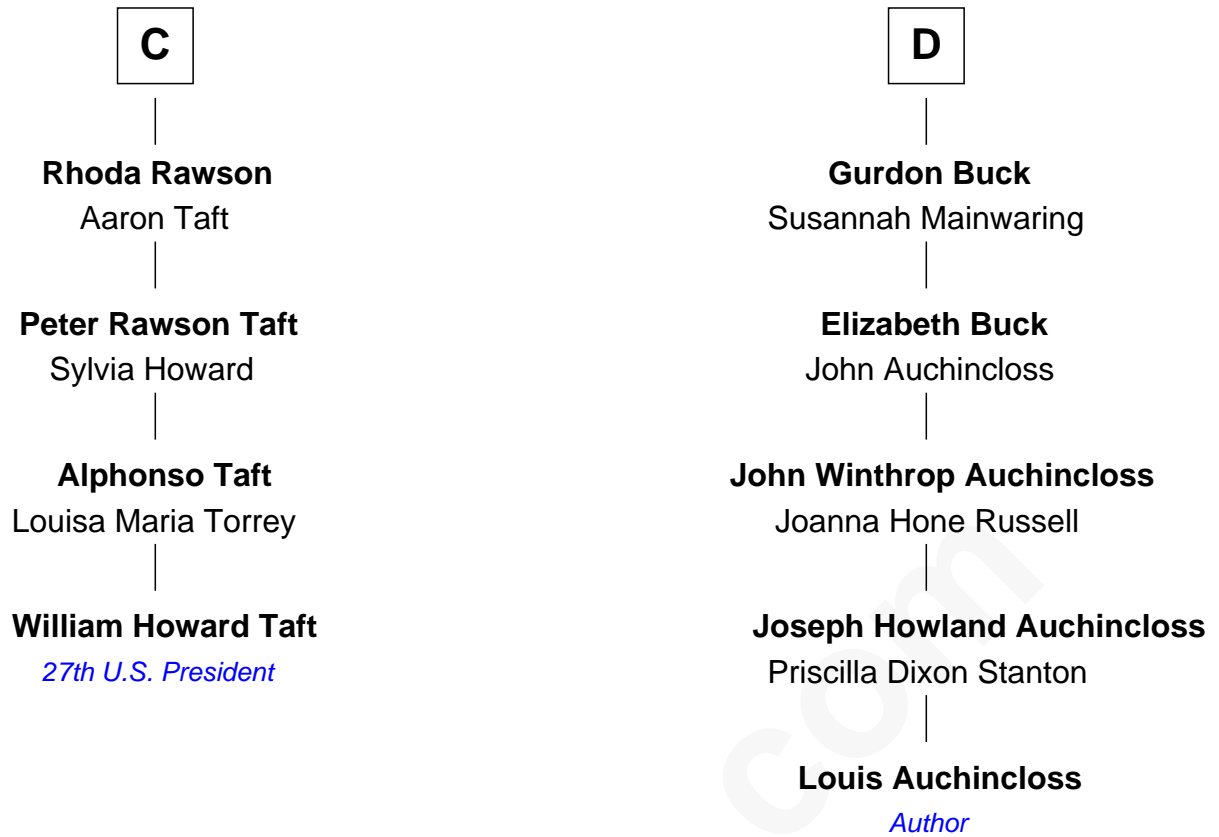 C
Rhoda Rawson
Aaron Taft
Peter Rawson Taft
Sylvia Howard
Alphonso Taft
Louisa Maria Torrey
William Howard Taft
27th U.S. President
D
Gurdon Buck
Susannah Mainwaring
Elizabeth Buck
John Auchincloss
John Winthrop Auchincloss
Joanna Hone Russell
Joseph Howland Auchincloss
Priscilla Dixon Stanton
Louis Auchincloss
Author
com